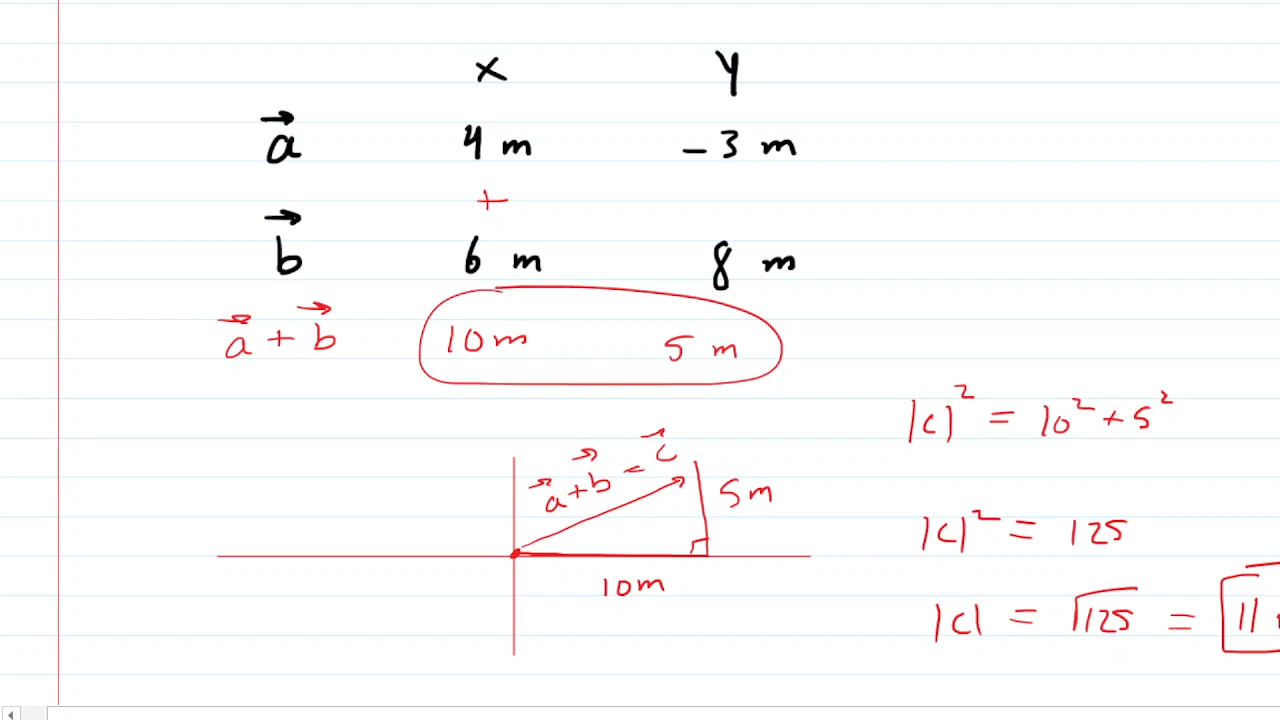 x y
→a 4 m – 3 m
+
→b 6 m 8 m
→a + →b 10m 5 m
|c|² = 10² + 5²
→a + →b = →c
5m
10m
|c|² = 125
|c| = √125 = 11